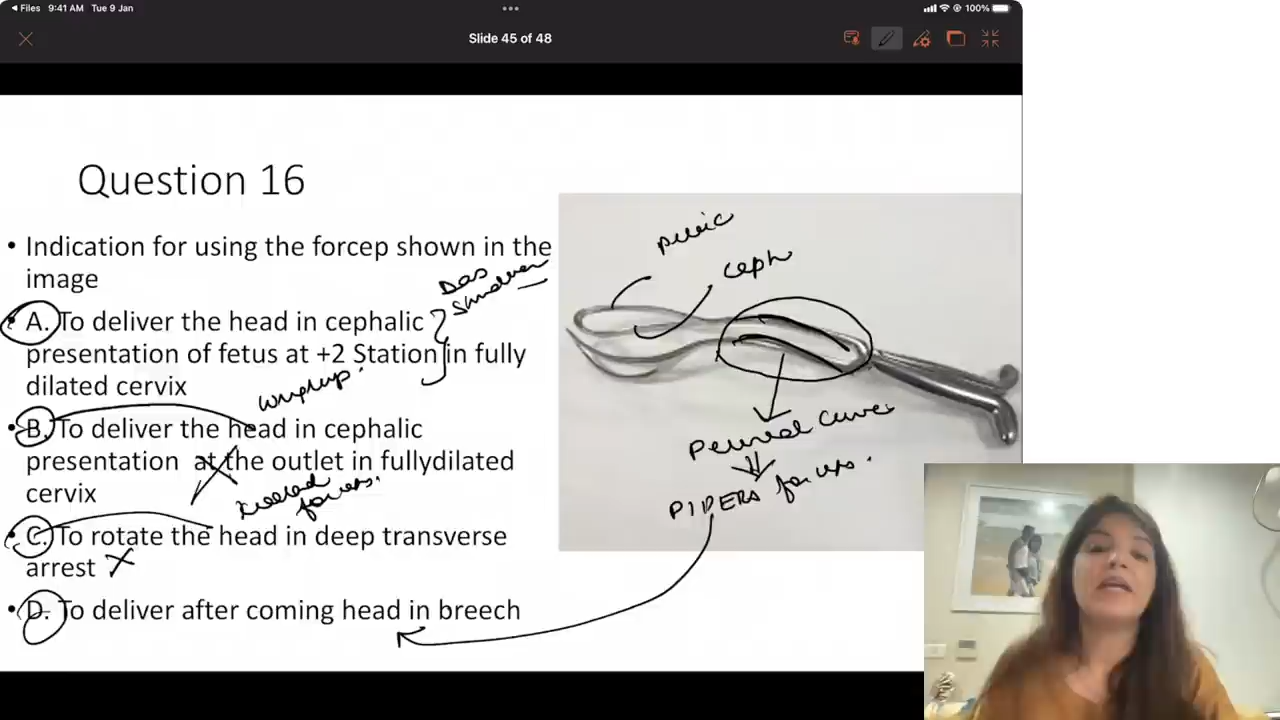 Files 9:41 AM Tue 9 Jan
100%
Slide 45 of 48
Question 16
• Indication for using the forcep shown in the
image
• A. To deliver the head in cephalic
presentation of fetus at +2 Station in fully
dilated cervix
• B. To deliver the head in cephalic
presentation at the outlet in fullydilated
cervix
• C. To rotate the head in deep transverse
arrest
• D. To deliver after coming head in breech
Das
pelvic
ceph
Perineal curve
PIPERS forceps.